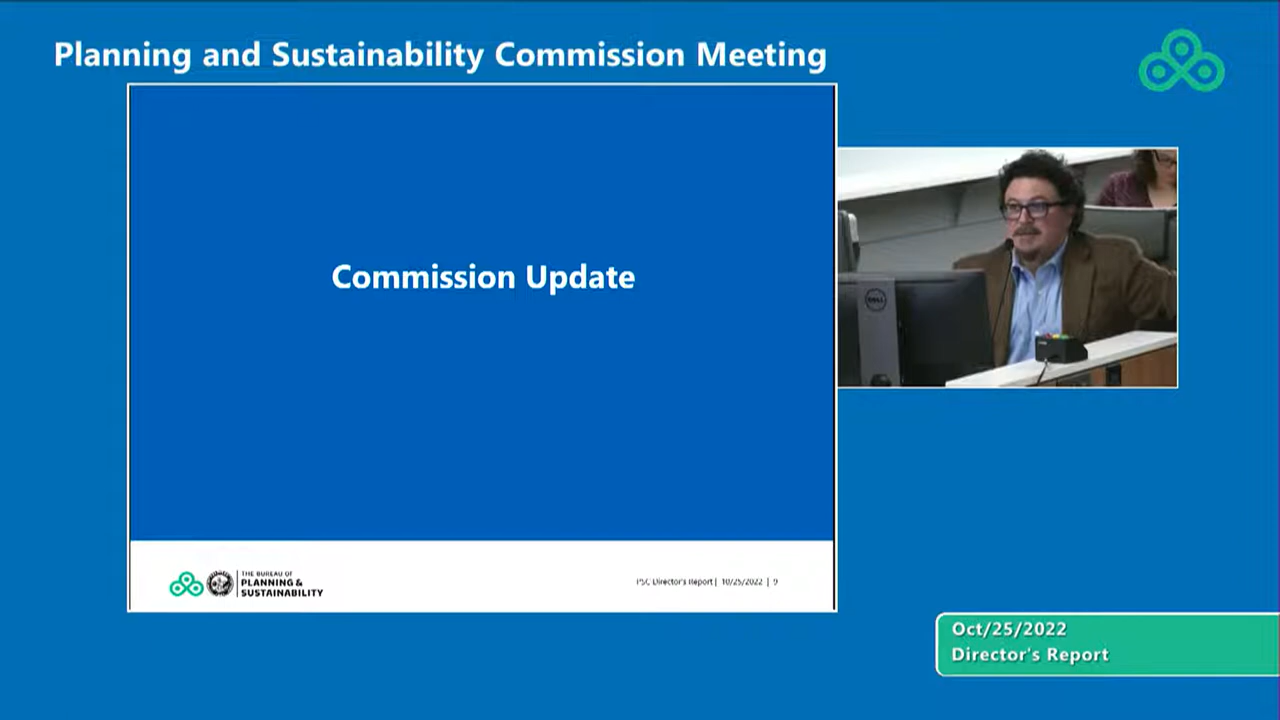 Planning and Sustainability Commission Meeting
Commission Update
DELL
THE BUREAU OF
PLANNING &
SUSTAINABILITY
PSC Director's Report | 10/25/2022 | 9
Oct/25/2022
Director's Report